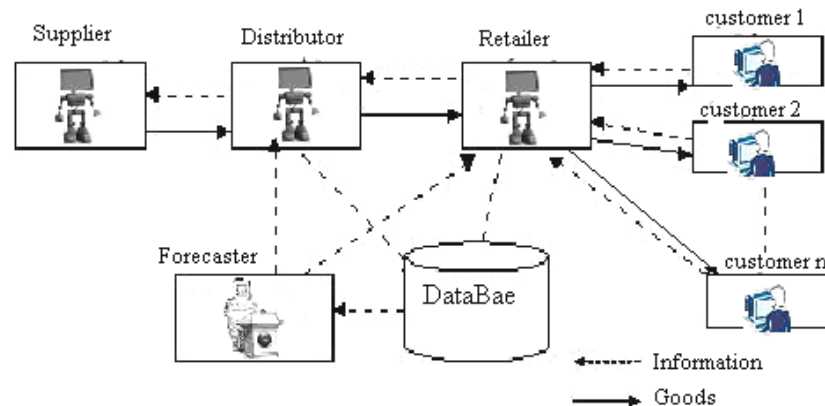 customer 1
Supplier
Distributor
Retailer
customer 2
Forecaster
customer n
DataBae
Information
Goods